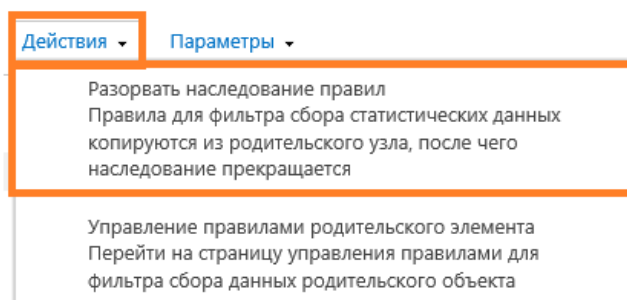 Действия Параметры
Разорвать наследование правил
Правила для фильтра сбора статистических данных
копируются из родительского узла, после чего
наследование прекращается
Управление правилами родительского элемента
Перейти на страницу управления правилами для
фильтра сбора данных родительского объекта